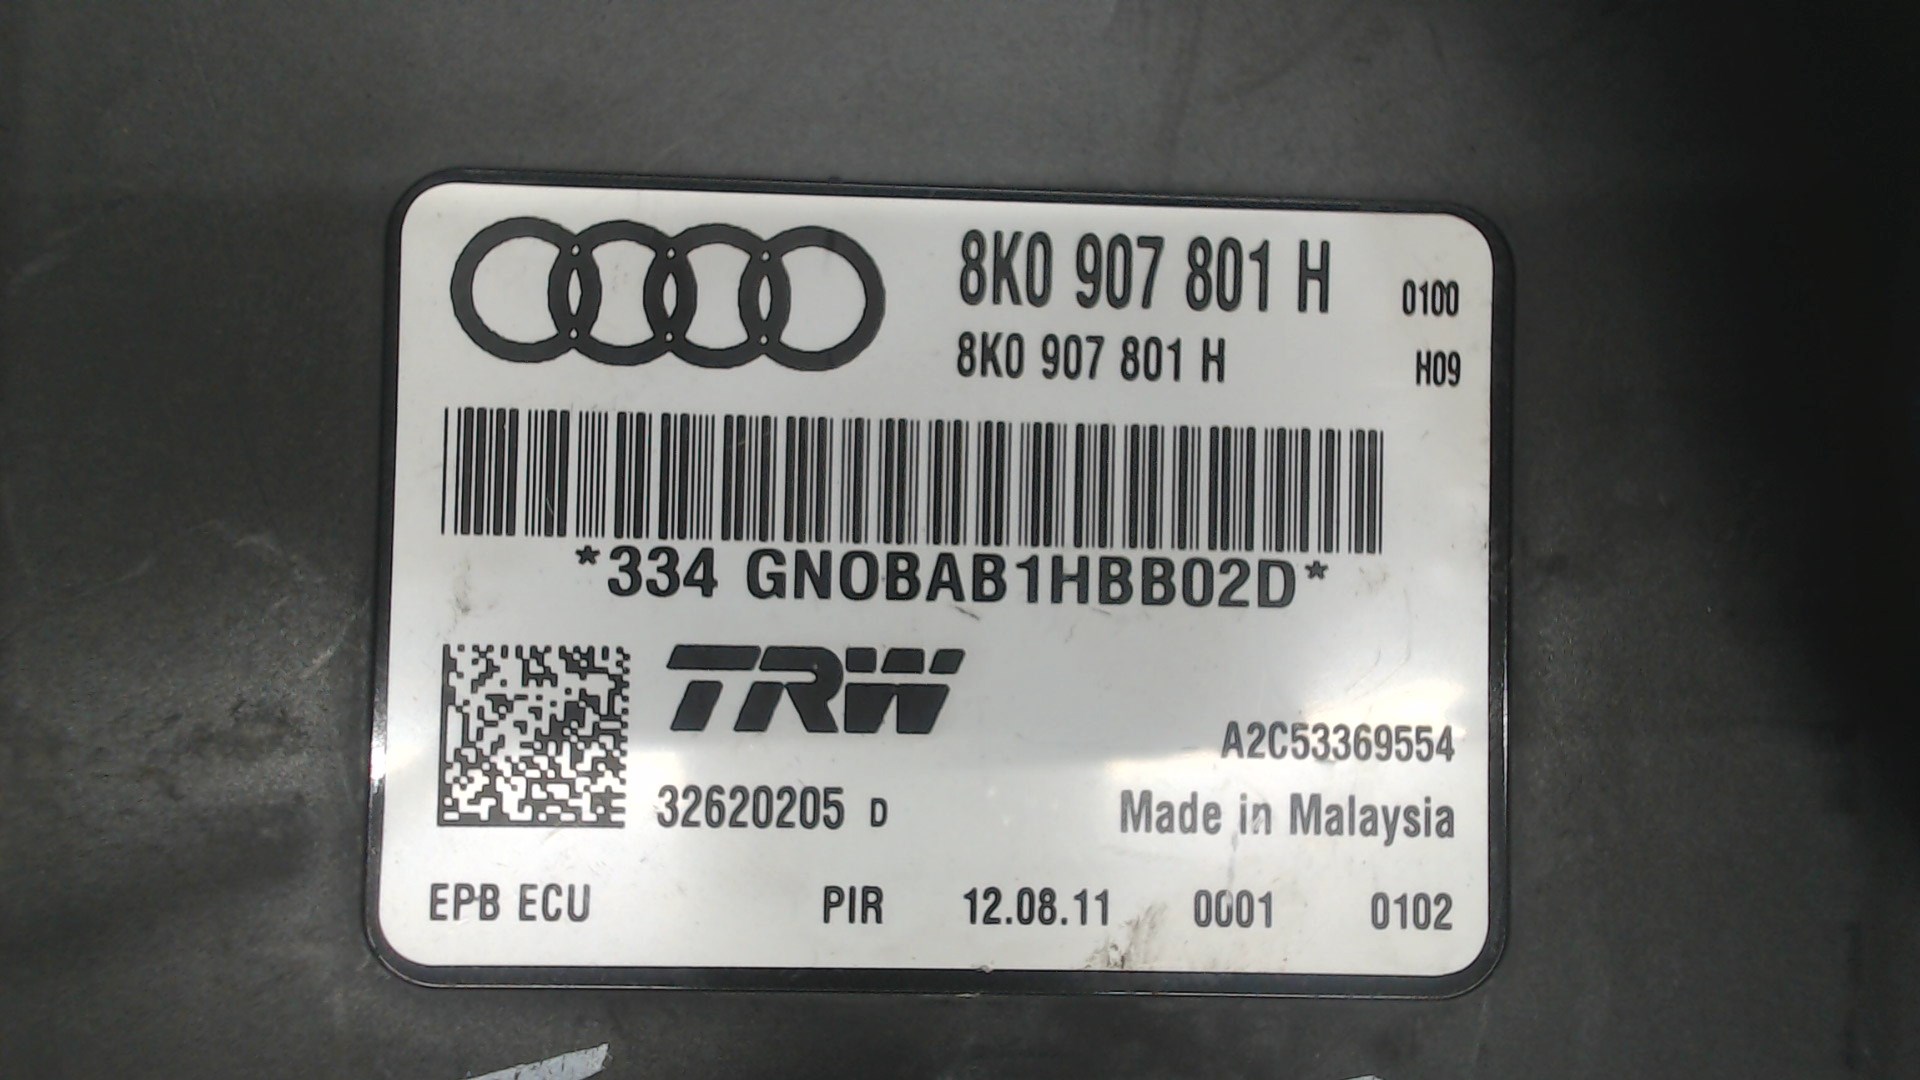 8K0 907 801 H 0100
8K0 907 801 H H09
*334 GNOBAB1HBB02D*
TRW
A2C53369554
32620205 D Made in Malaysia
EPB ECU PIR 12.08.11 0001 0102